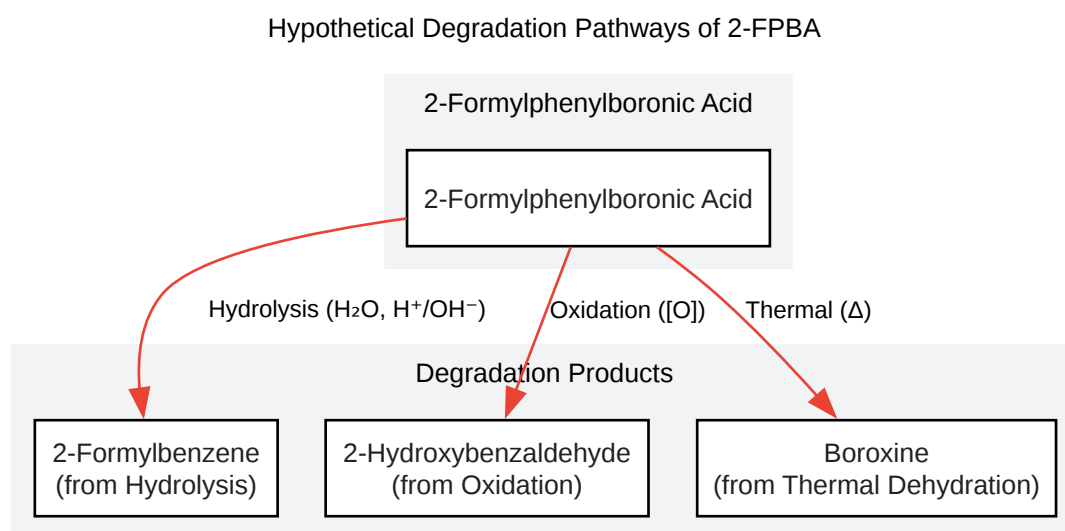 Hypothetical Degradation Pathways of 2-FPBA
2-Formylphenylboronic Acid
2-Formylphenylboronic Acid
Hydrolysis (H₂O, H⁺/OH⁻)
Oxidation ([O])
Thermal (Δ)
Degradation Products
2-Formylbenzene
(from Hydrolysis)
2-Hydroxybenzaldehyde
(from Oxidation)
Boroxine
(from Thermal Dehydration)